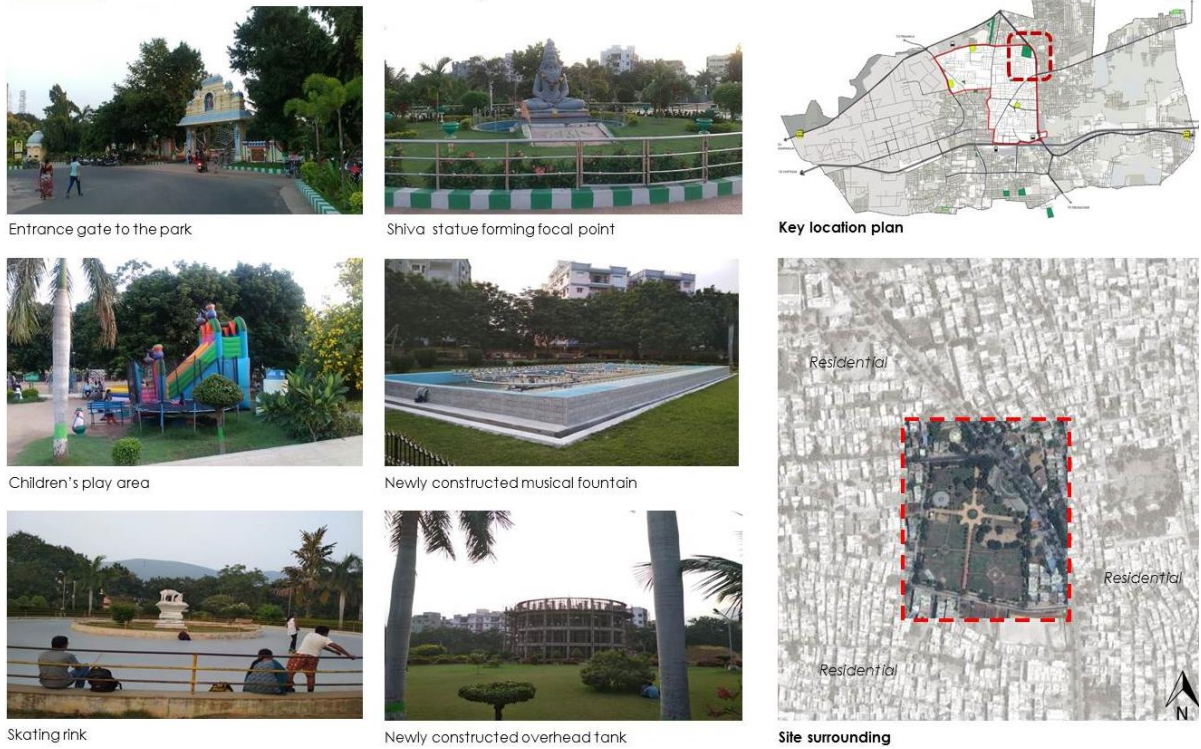 Entrance gate to the park
Shiva statue forming focal point
Key location plan
Children's play area
Newly constructed musical fountain
Residential
Residential
Residential
Skating rink
Newly constructed overhead tank
Site surrounding
N